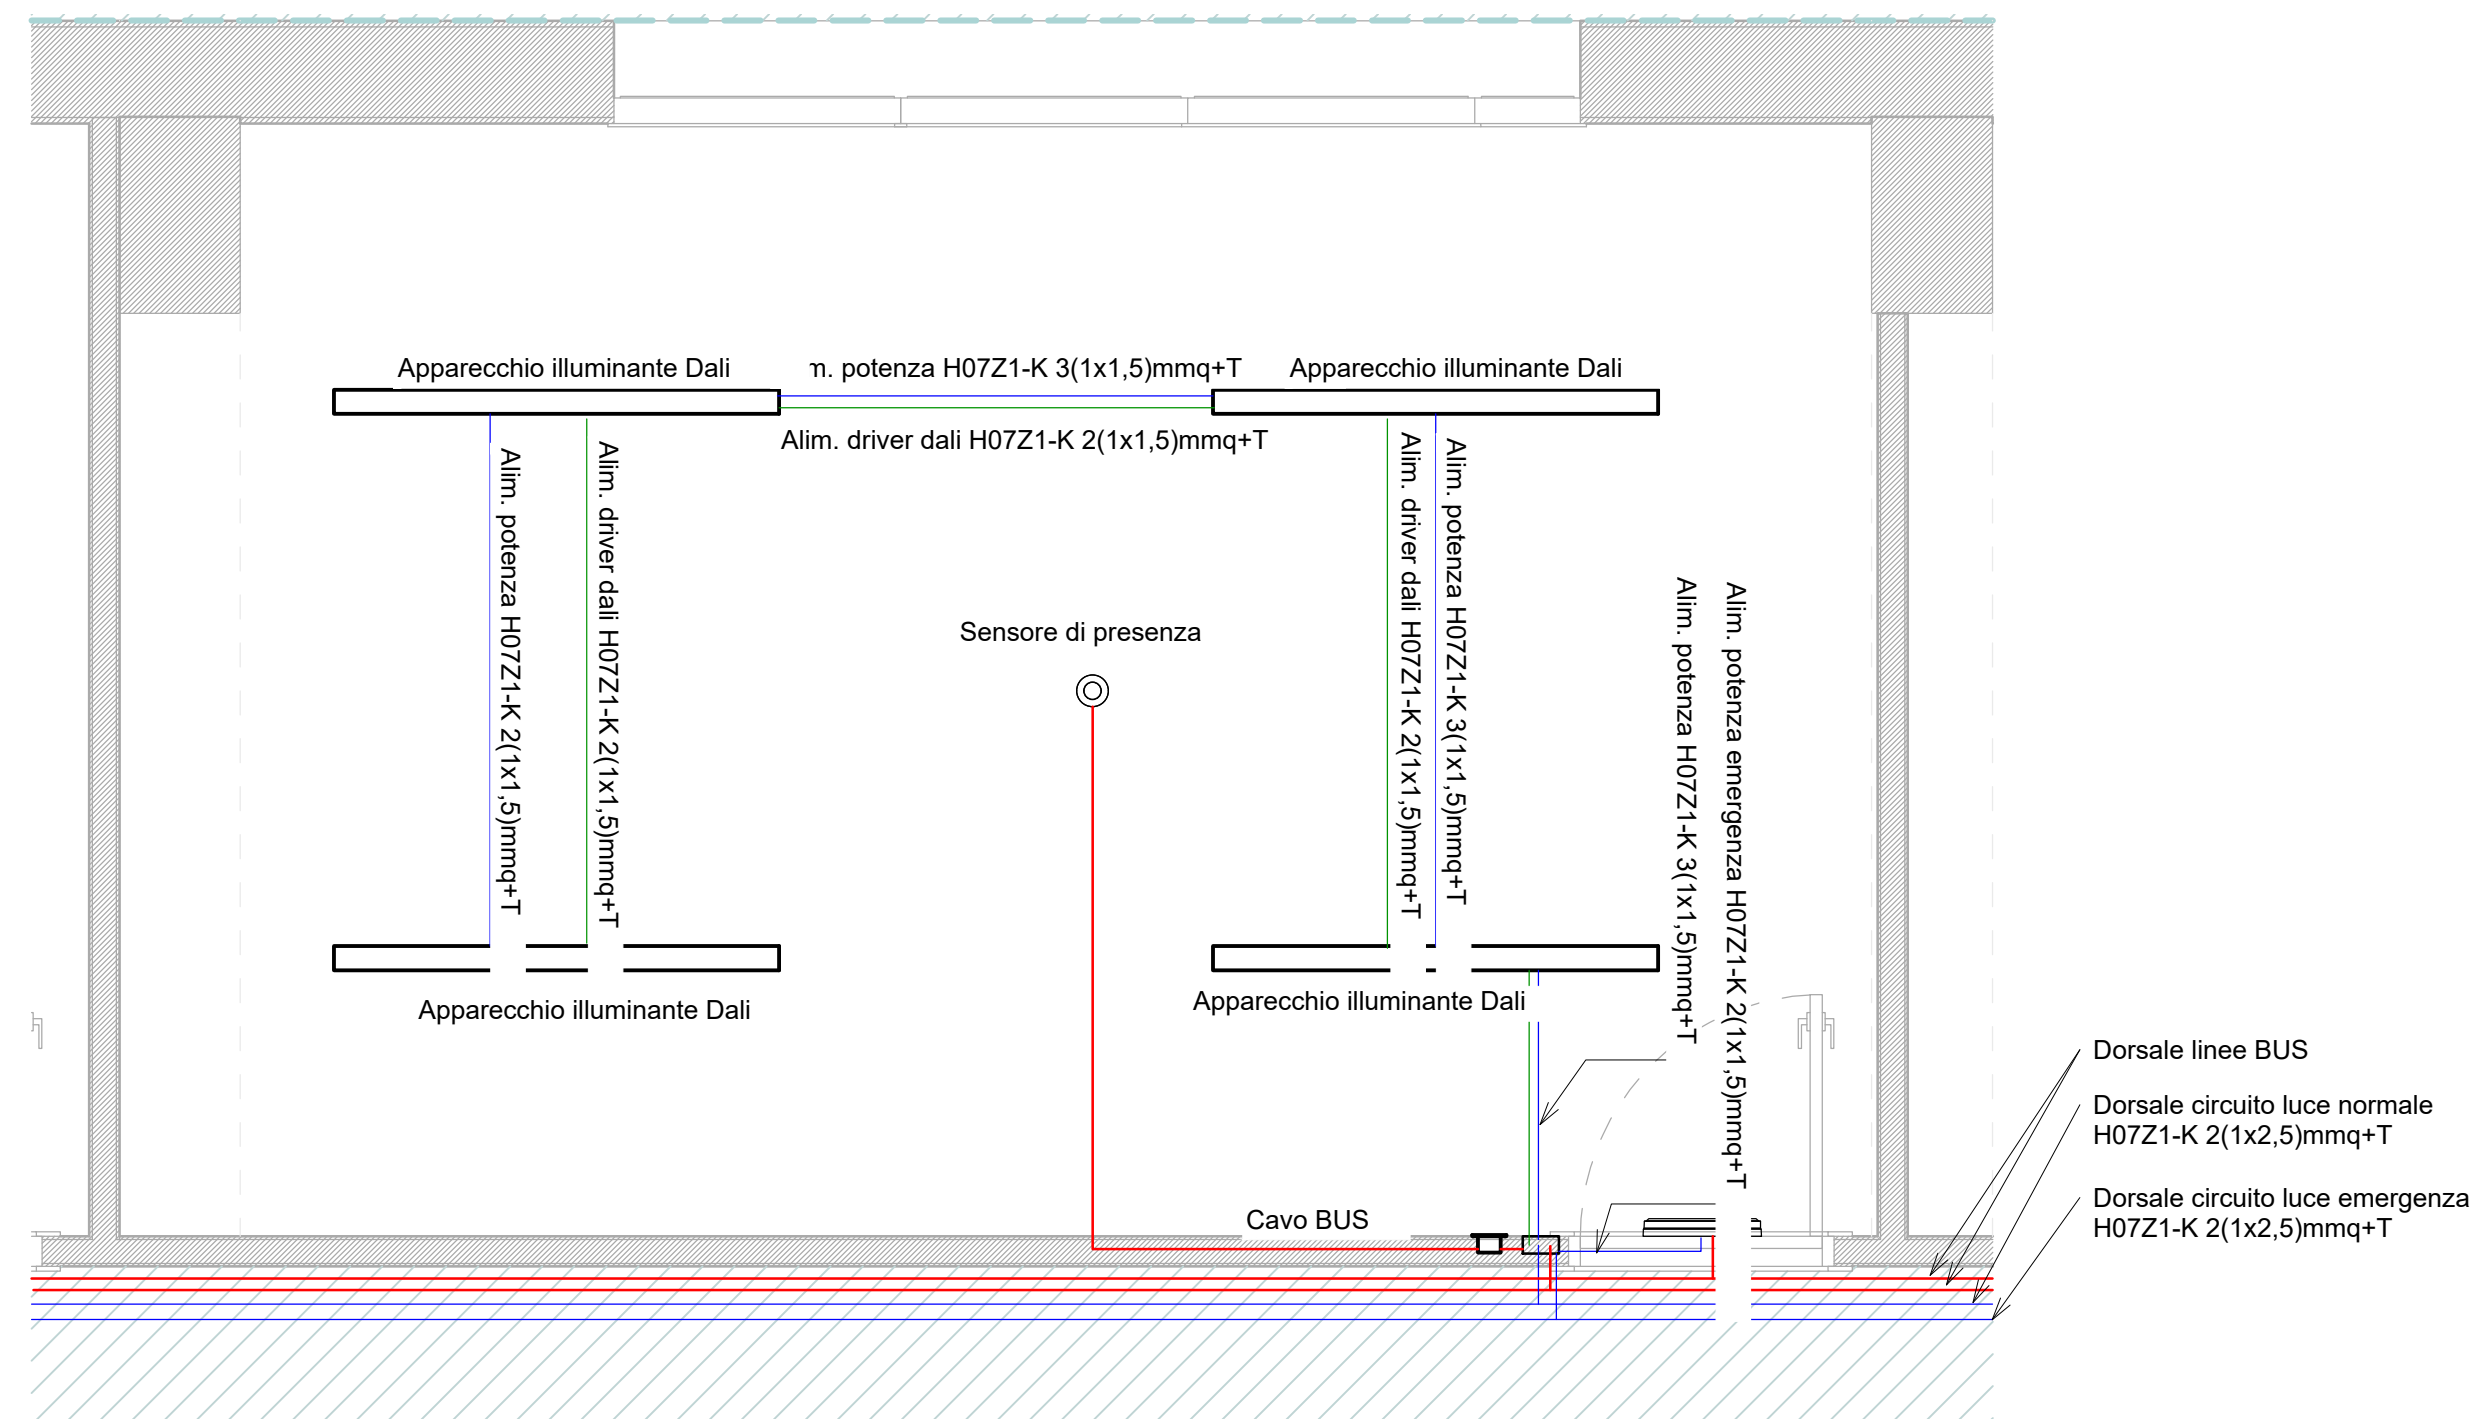 Apparecchio illuminante Dali
m. potenza H07Z1-K 3(1x1,5)mmq+T
Apparecchio illuminante Dali
Alim. driver dali H07Z1-K 2(1x1,5)mmq+T
Alim. potenza H07Z1-K 2(1x1,5)mmq+T
Alim. driver dali H07Z1-K 2(1x1,5)mmq+T
Alim. driver dali H07Z1-K 2(1x1,5)mmq+T
Alim. potenza H07Z1-K 3(1x1,5)mmq+T
Alim. potenza H07Z1-K 3(1x1,5)mmq+T
Alim. potenza emergenza H07Z1-K 2(1x1,5)mmq+T
Sensore di presenza
Apparecchio illuminante Dali
Apparecchio illuminante Dali
Dorsale linee BUS
Dorsale circuito luce normale
H07Z1-K 2(1x2,5)mmq+T
Dorsale circuito luce emergenza
H07Z1-K 2(1x2,5)mmq+T
Cavo BUS